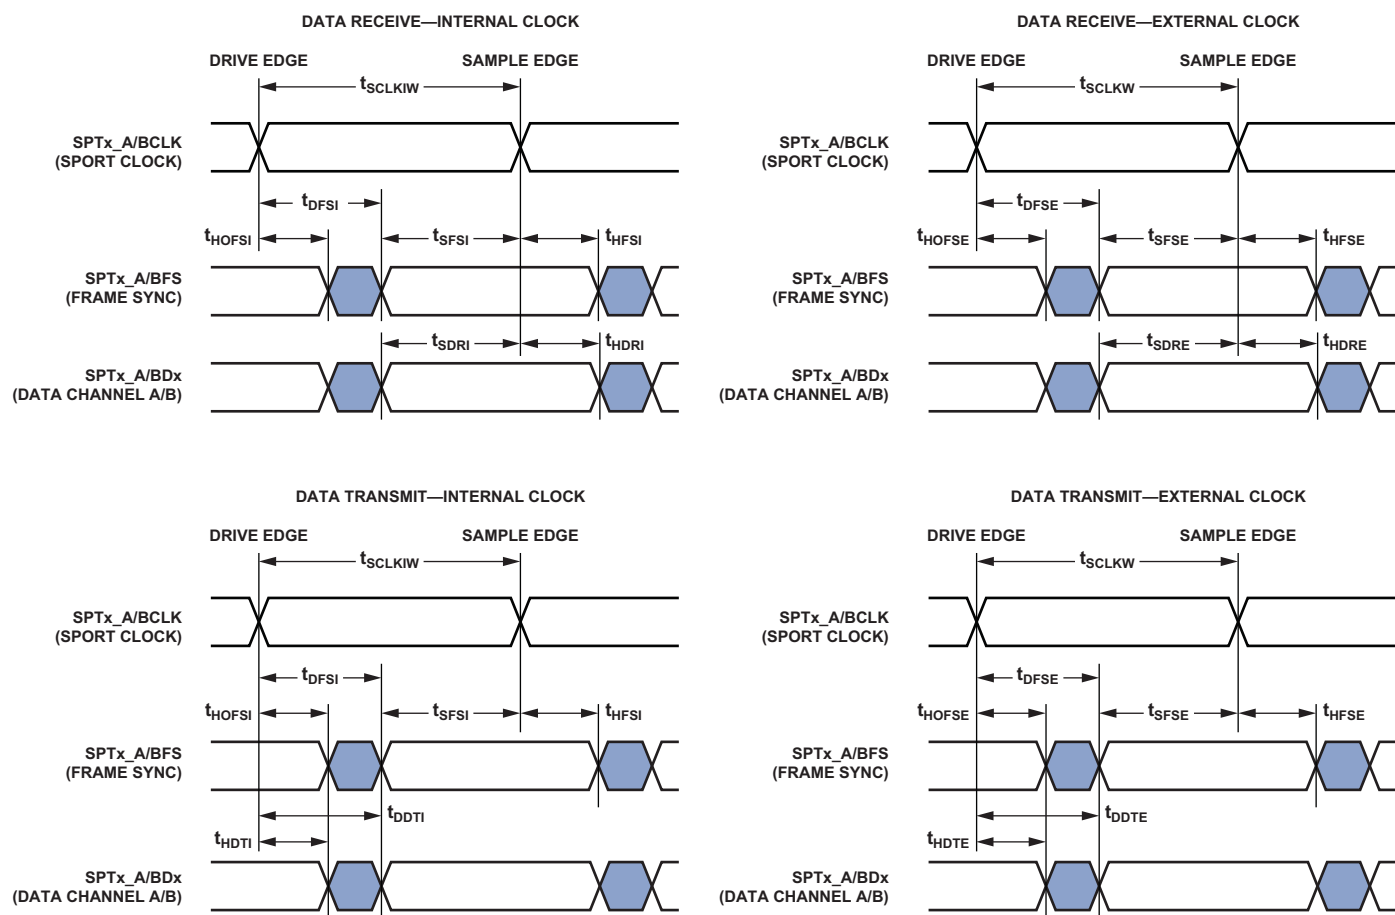 DATA RECEIVE—INTERNAL CLOCK
DRIVE EDGE SAMPLE EDGE
tSCLKIW
SPTx_A/BCLK
(SPORT CLOCK)
tDFSI
tHOFSI tSFSI tHFSI
SPTx_A/BFS
(FRAME SYNC)
tSDRI tHDRI
SPTx_A/BDx
(DATA CHANNEL A/B)
DATA RECEIVE—EXTERNAL CLOCK
DRIVE EDGE SAMPLE EDGE
tSCLKW
SPTx_A/BCLK
(SPORT CLOCK)
tDFSE
tHOFSE tSFSE tHFSE
SPTx_A/BFS
(FRAME SYNC)
tSDRE tHDRE
SPTx_A/BDx
(DATA CHANNEL A/B)
DATA TRANSMIT—INTERNAL CLOCK
DRIVE EDGE SAMPLE EDGE
tSCLKIW
SPTx_A/BCLK
(SPORT CLOCK)
tDFSI
tHOFSI tSFSI tHFSI
SPTx_A/BFS
(FRAME SYNC)
tDDTI
tHDTI
SPTx_A/BDx
(DATA CHANNEL A/B)
DATA TRANSMIT—EXTERNAL CLOCK
DRIVE EDGE SAMPLE EDGE
tSCLKW
SPTx_A/BCLK
(SPORT CLOCK)
tDFSE
tHOFSE tSFSE tHFSE
SPTx_A/BFS
(FRAME SYNC)
tDDTE
tHDTE
SPTx_A/BDx
(DATA CHANNEL A/B)